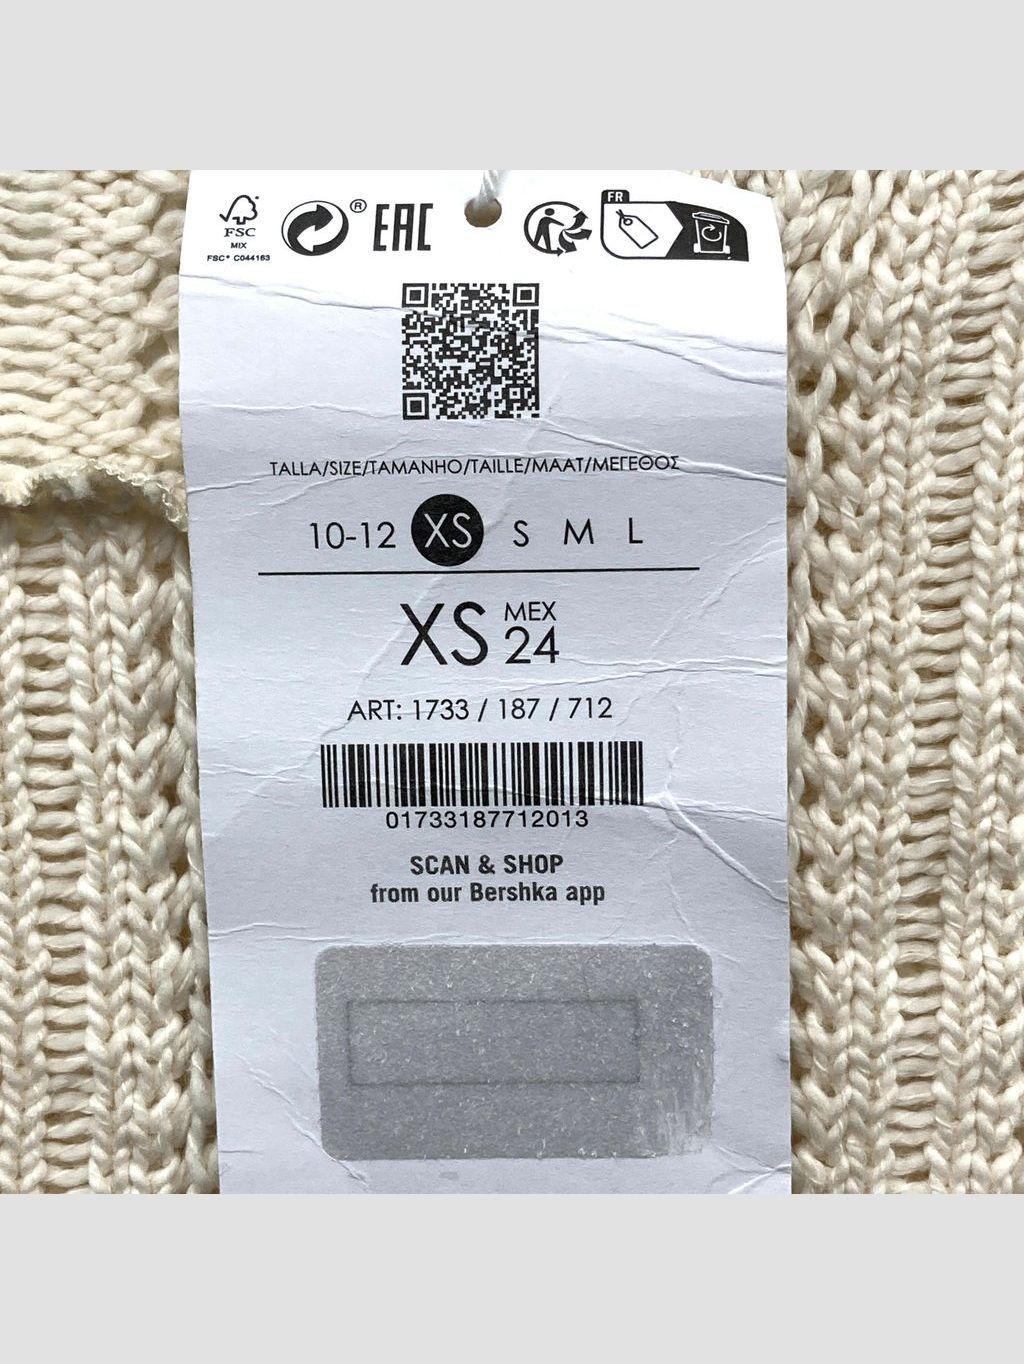 FSC
MIX
FSC® C044163
®
EAC
FR
TALLA/SIZE/TAMANHO/TAILLE/MAAT/ΜΕΓΕΘΟΣ
10-12 XS S M L
XS MEX 24
ART: 1733 / 187 / 712
01733187712013
SCAN & SHOP
from our Bershka app